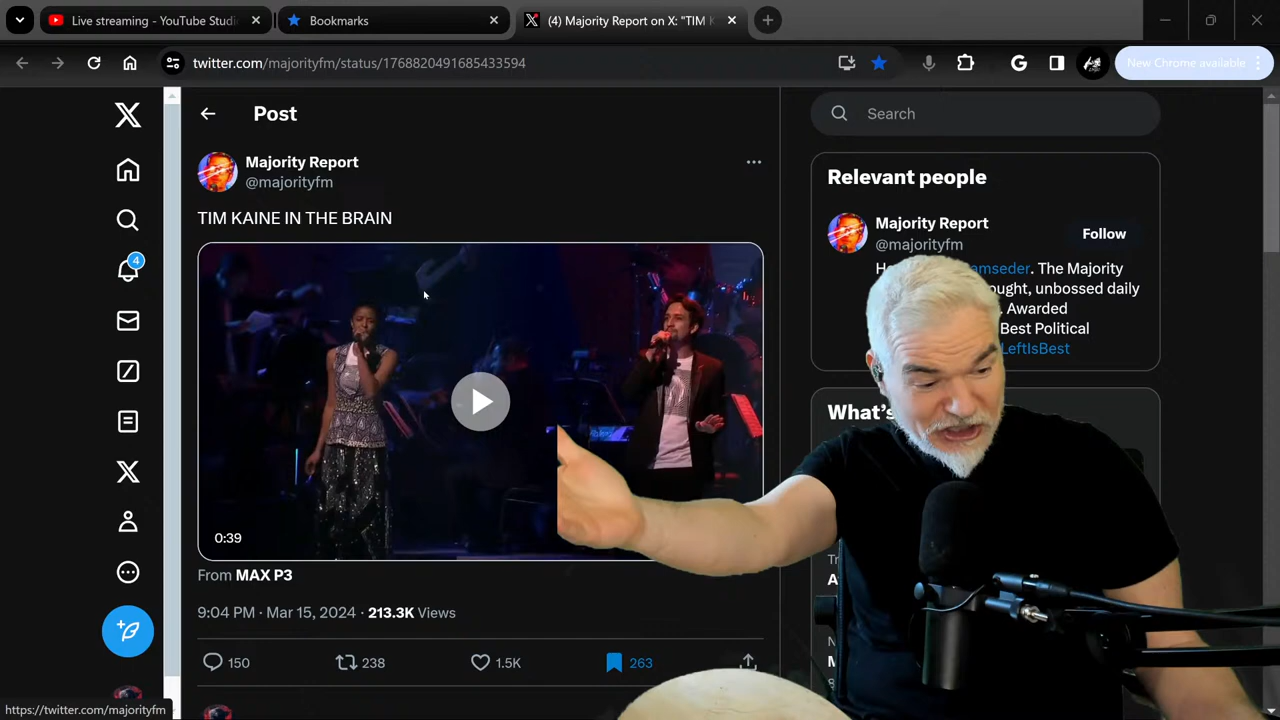 Live streaming - YouTube Studi
Bookmarks
(4) Majority Report on X: "TIM K
twitter.com/majorityfm/status/1768820491685433594
New Chrome available
Post
Search
Majority Report
@majorityfm
TIM KAINE IN THE BRAIN
4
0:39
From MAX P3
9:04 PM · Mar 15, 2024 · 213.3K Views
150
238
1.5K
263
Relevant people
Majority Report
@majorityfm
Follow
amseder. The Majority
ought, unbossed daily
. Awarded
Best Political
LeftIsBest
What's
Tr
A
N
M
8
https://twitter.com/majorityfm